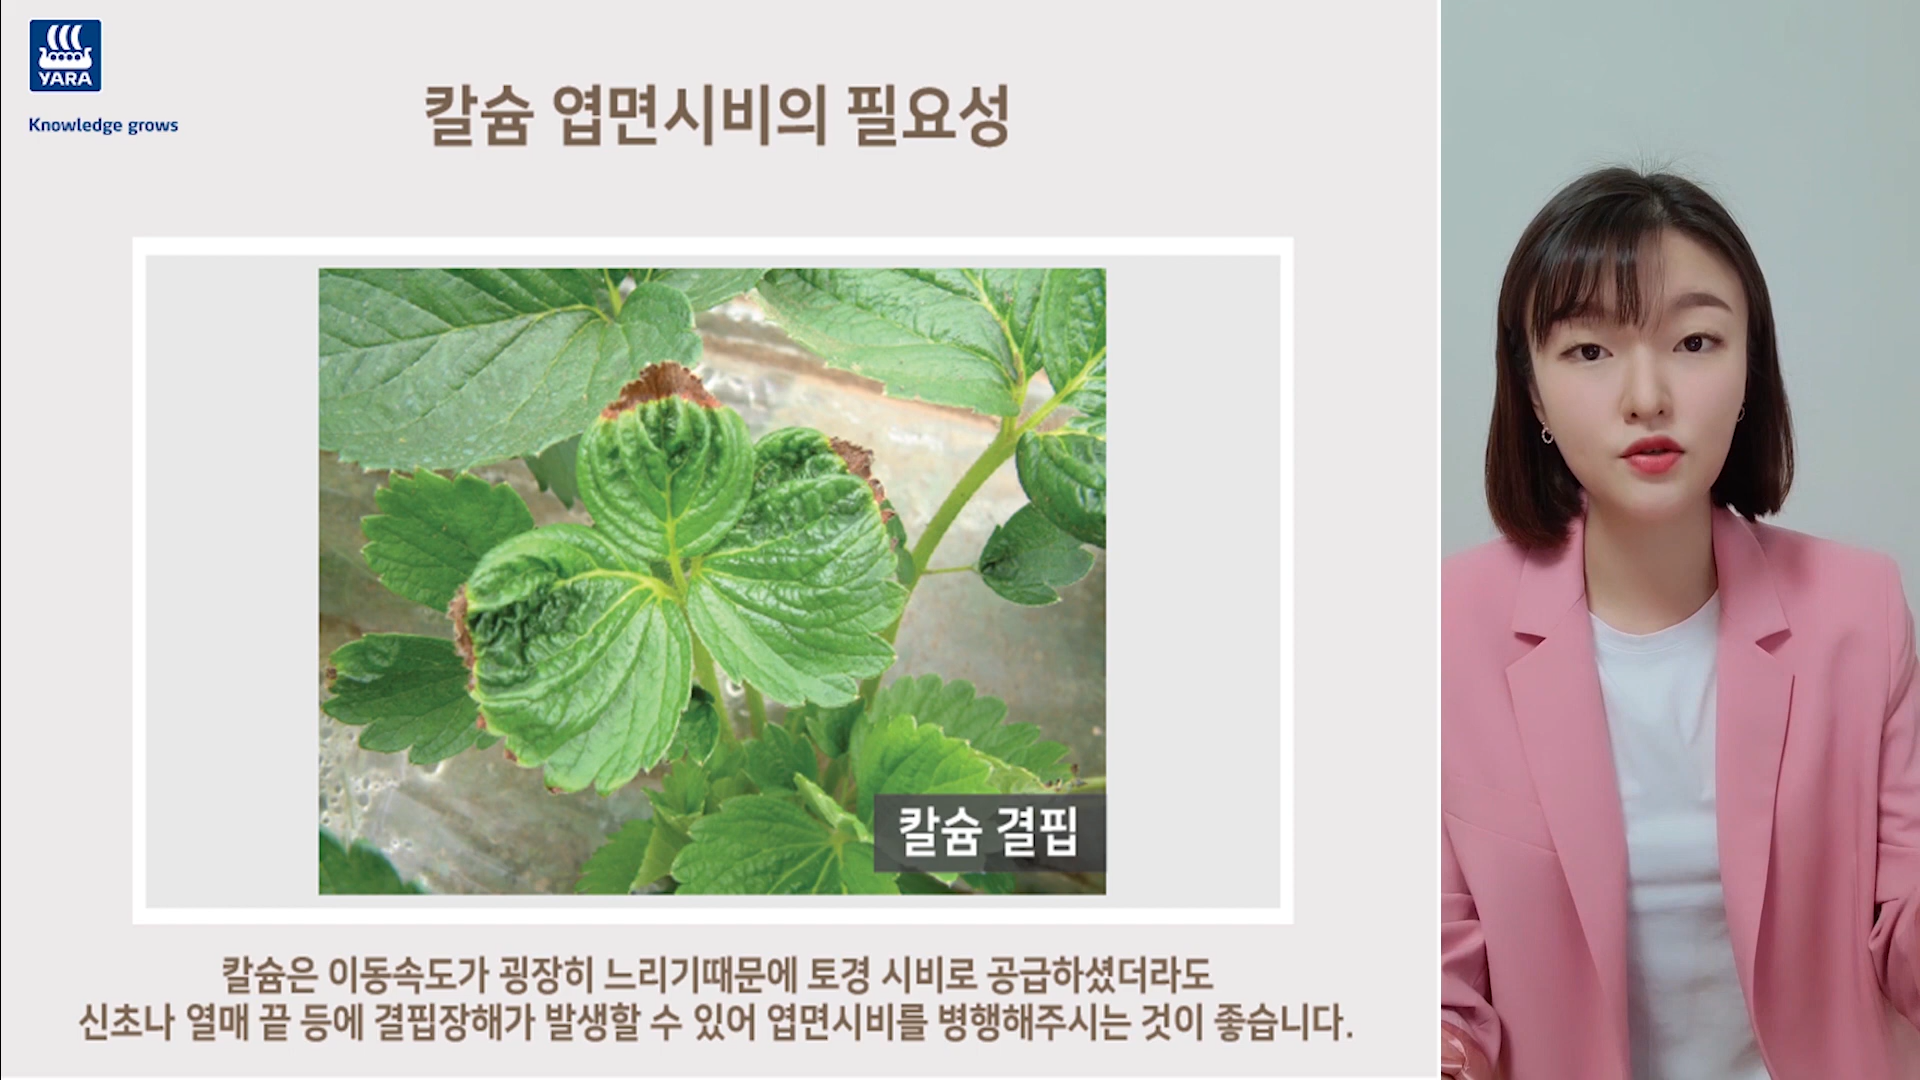 YARA
Knowledge grows
칼슘 엽면시비의 필요성
칼슘 결핍
칼슘은 이동속도가 굉장히 느리기때문에 토경 시비로 공급하셨더라도
신초나 열매 끝 등에 결핍장해가 발생할 수 있어 엽면시비를 병행해주시는 것이 좋습니다.